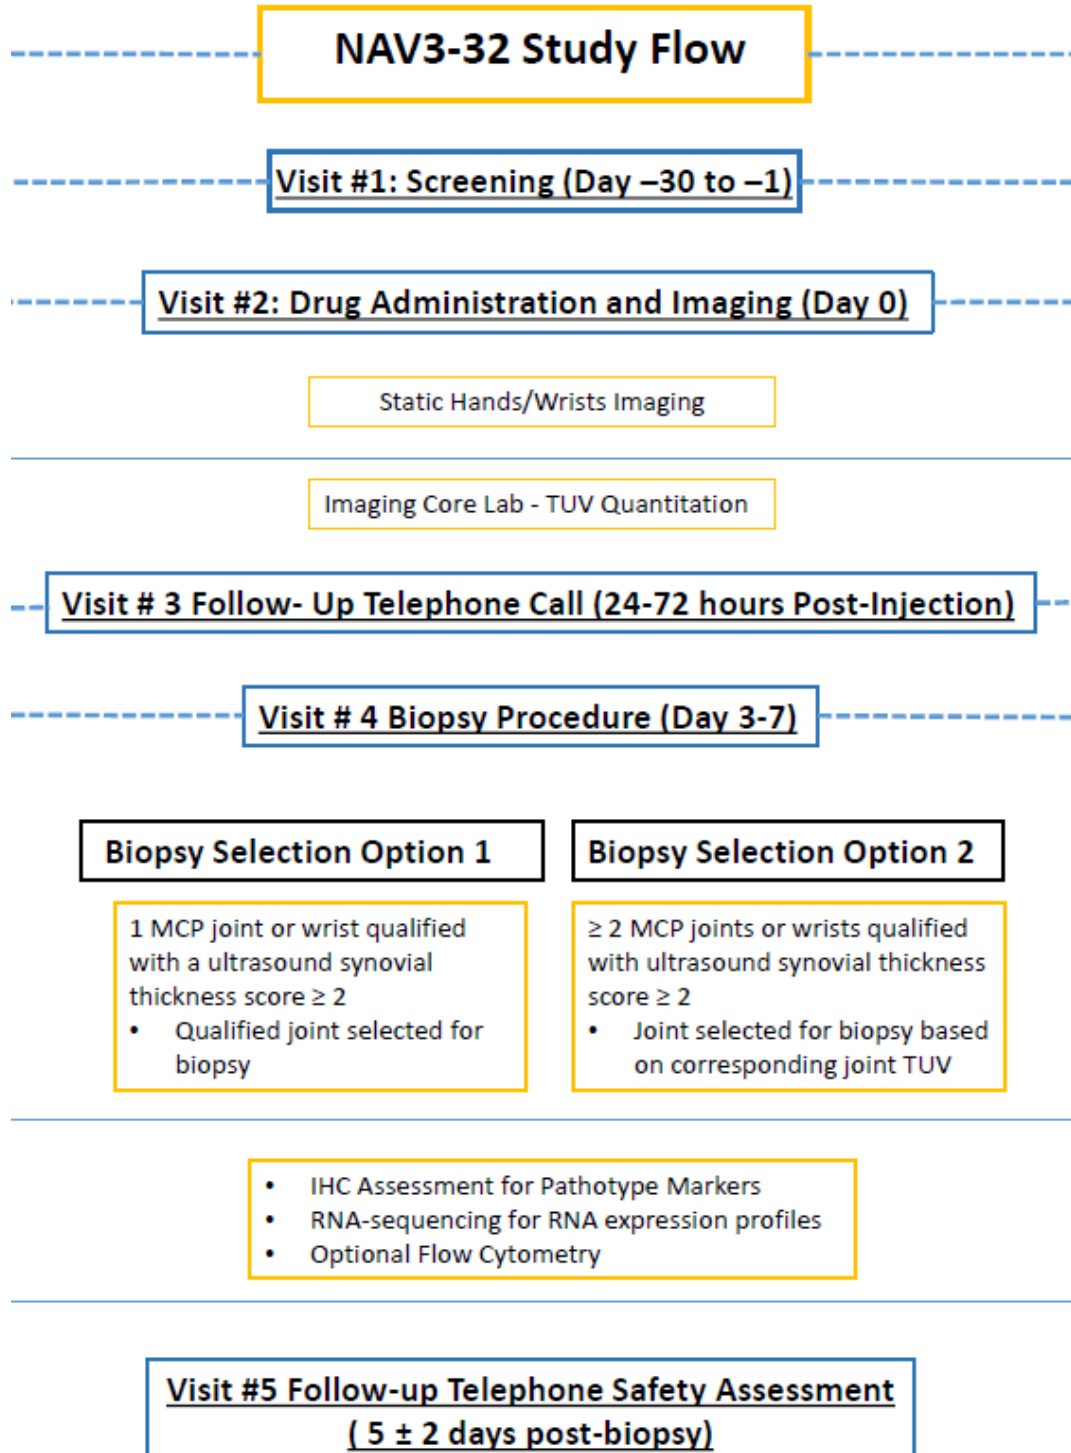 NAV3-32 Study Flow
Visit #1: Screening (Day –30 to –1)
Visit #2: Drug Administration and Imaging (Day 0)
Static Hands/Wrists Imaging
Imaging Core Lab - TUV Quantitation
Visit # 3 Follow- Up Telephone Call (24-72 hours Post-Injection)
Visit # 4 Biopsy Procedure (Day 3-7)
Biopsy Selection Option 1
1 MCP joint or wrist qualified
with a ultrasound synovial
thickness score ≥ 2
• Qualified joint selected for
biopsy
Biopsy Selection Option 2
≥ 2 MCP joints or wrists qualified
with ultrasound synovial thickness
score ≥ 2
• Joint selected for biopsy based
on corresponding joint TUV
• IHC Assessment for Pathotype Markers
• RNA-sequencing for RNA expression profiles
• Optional Flow Cytometry
Visit #5 Follow-up Telephone Safety Assessment
( 5 ± 2 days post-biopsy)